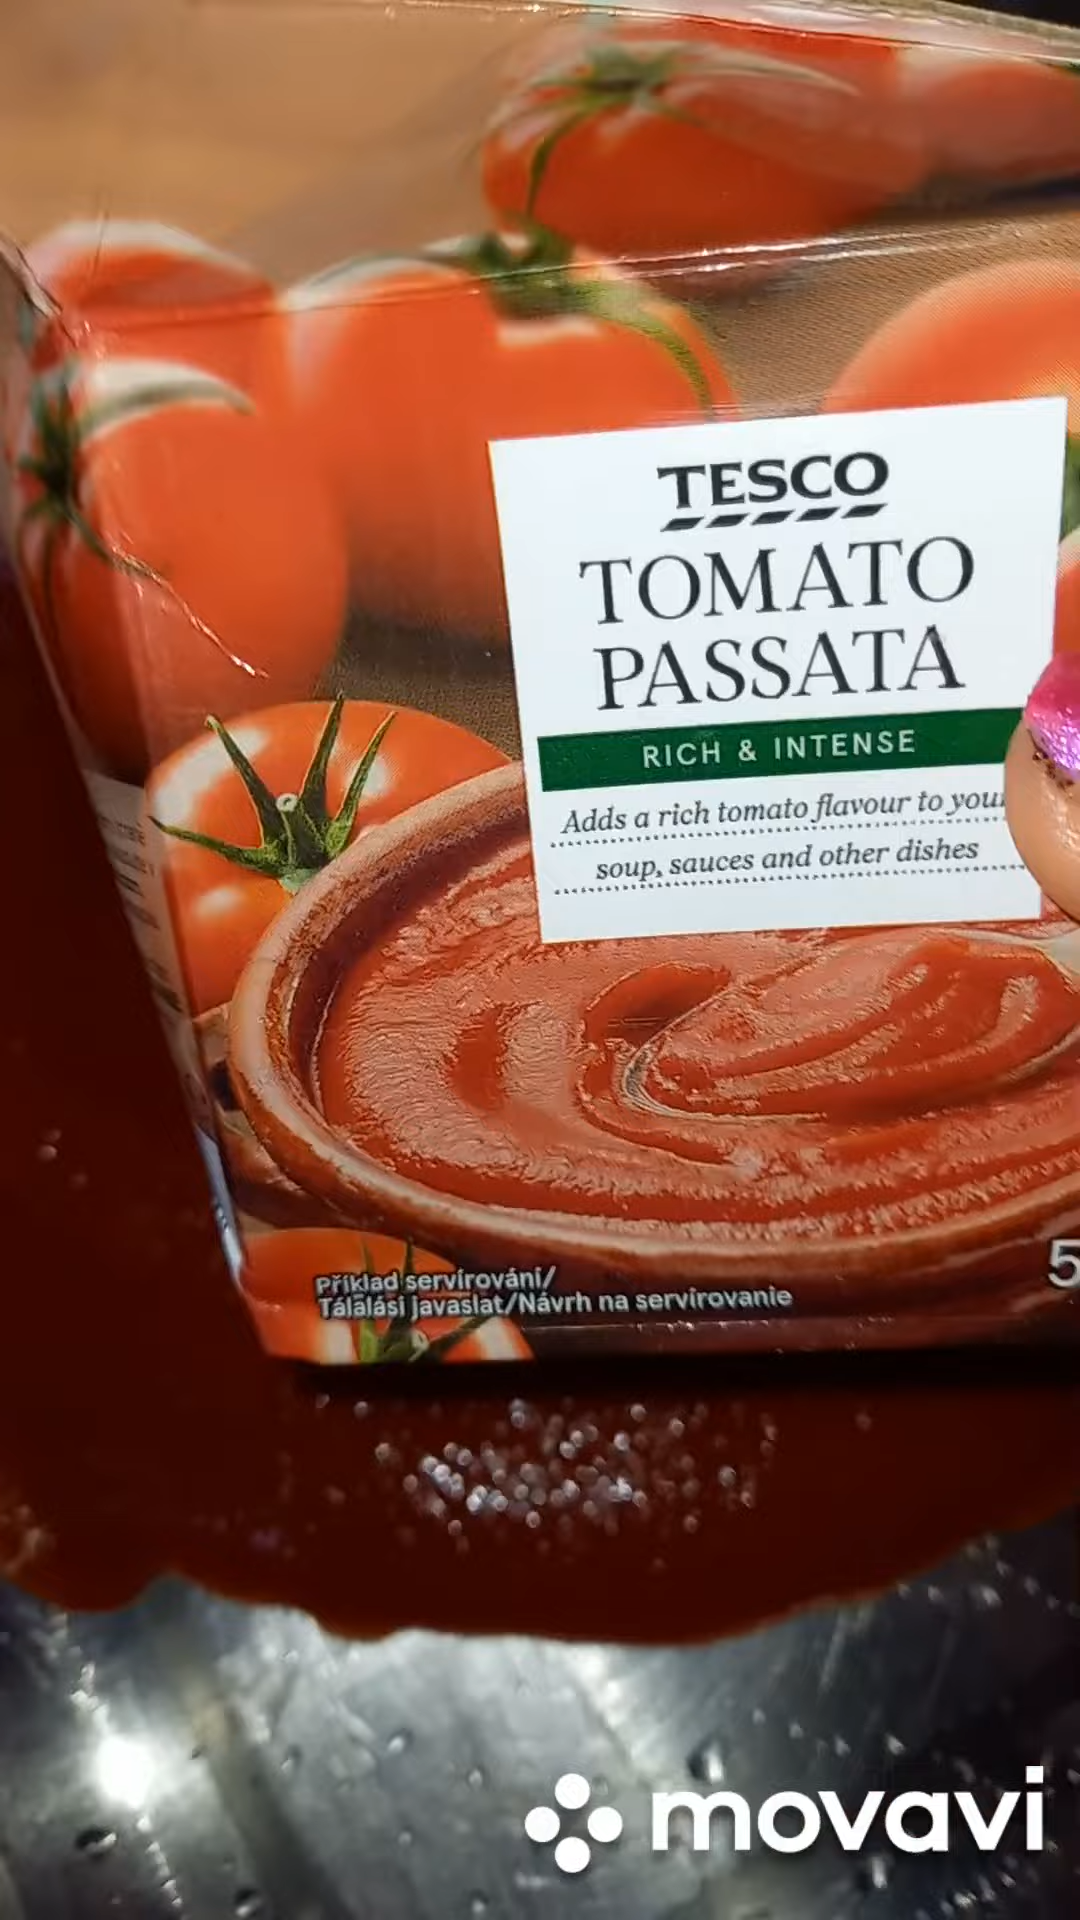 TESCO
TOMATO
PASSATA
RICH & INTENSE
Adds a rich tomato flavour to your
soup, sauces and other dishes
5
Příklad servírování/
Tálalási javaslat/Návrh na servírovanie
movavi